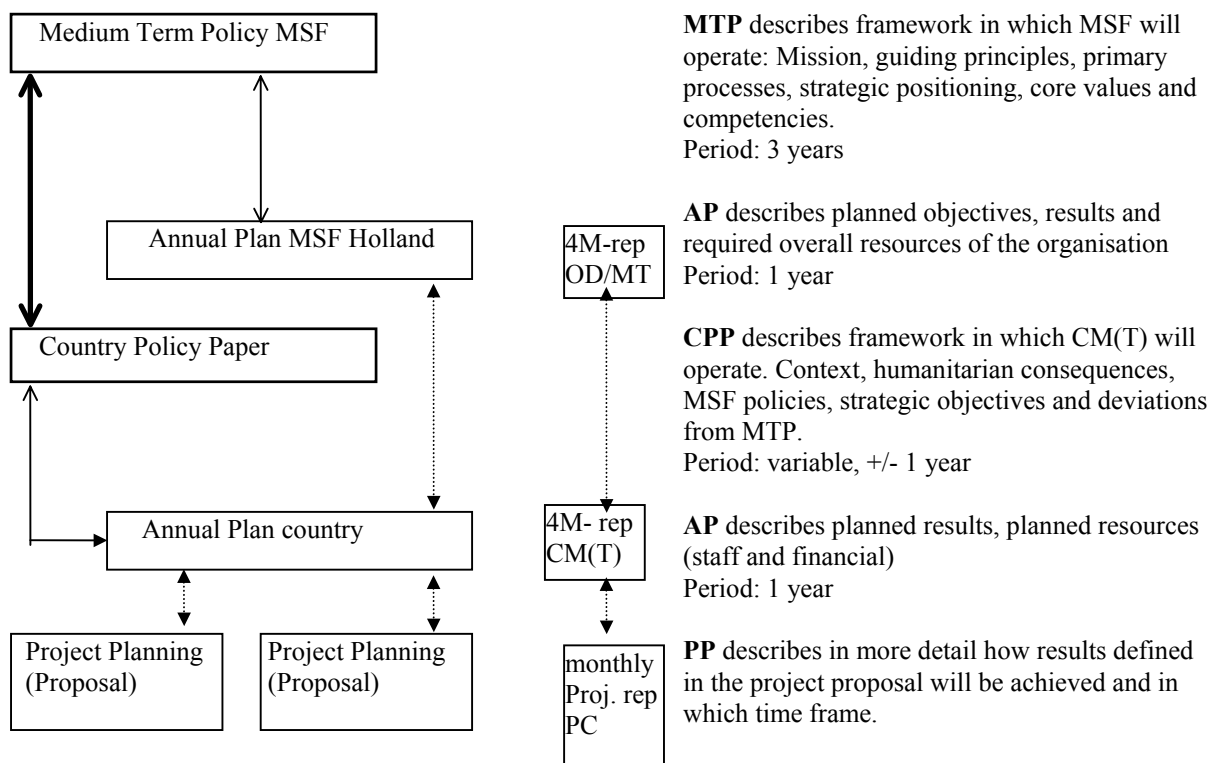 Medium Term Policy MSF
MTP describes framework in which MSF will
operate: Mission, guiding principles, primary
processes, strategic positioning, core values and
competencies.
Period: 3 years
Annual Plan MSF Holland
4M-rep
OD/MT
AP describes planned objectives, results and
required overall resources of the organisation
Period: 1 year
Country Policy Paper
CPP describes framework in which CM(T) will
operate. Context, humanitarian consequences,
MSF policies, strategic objectives and deviations
from MTP.
Period: variable, +/- 1 year
Annual Plan country
4M- rep
CM(T)
AP describes planned results, planned resources
(staff and financial)
Period: 1 year
Project Planning
(Proposal)
Project Planning
(Proposal)
monthly
Proj. rep
PC
PP describes in more detail how results defined
in the project proposal will be achieved and in
which time frame.